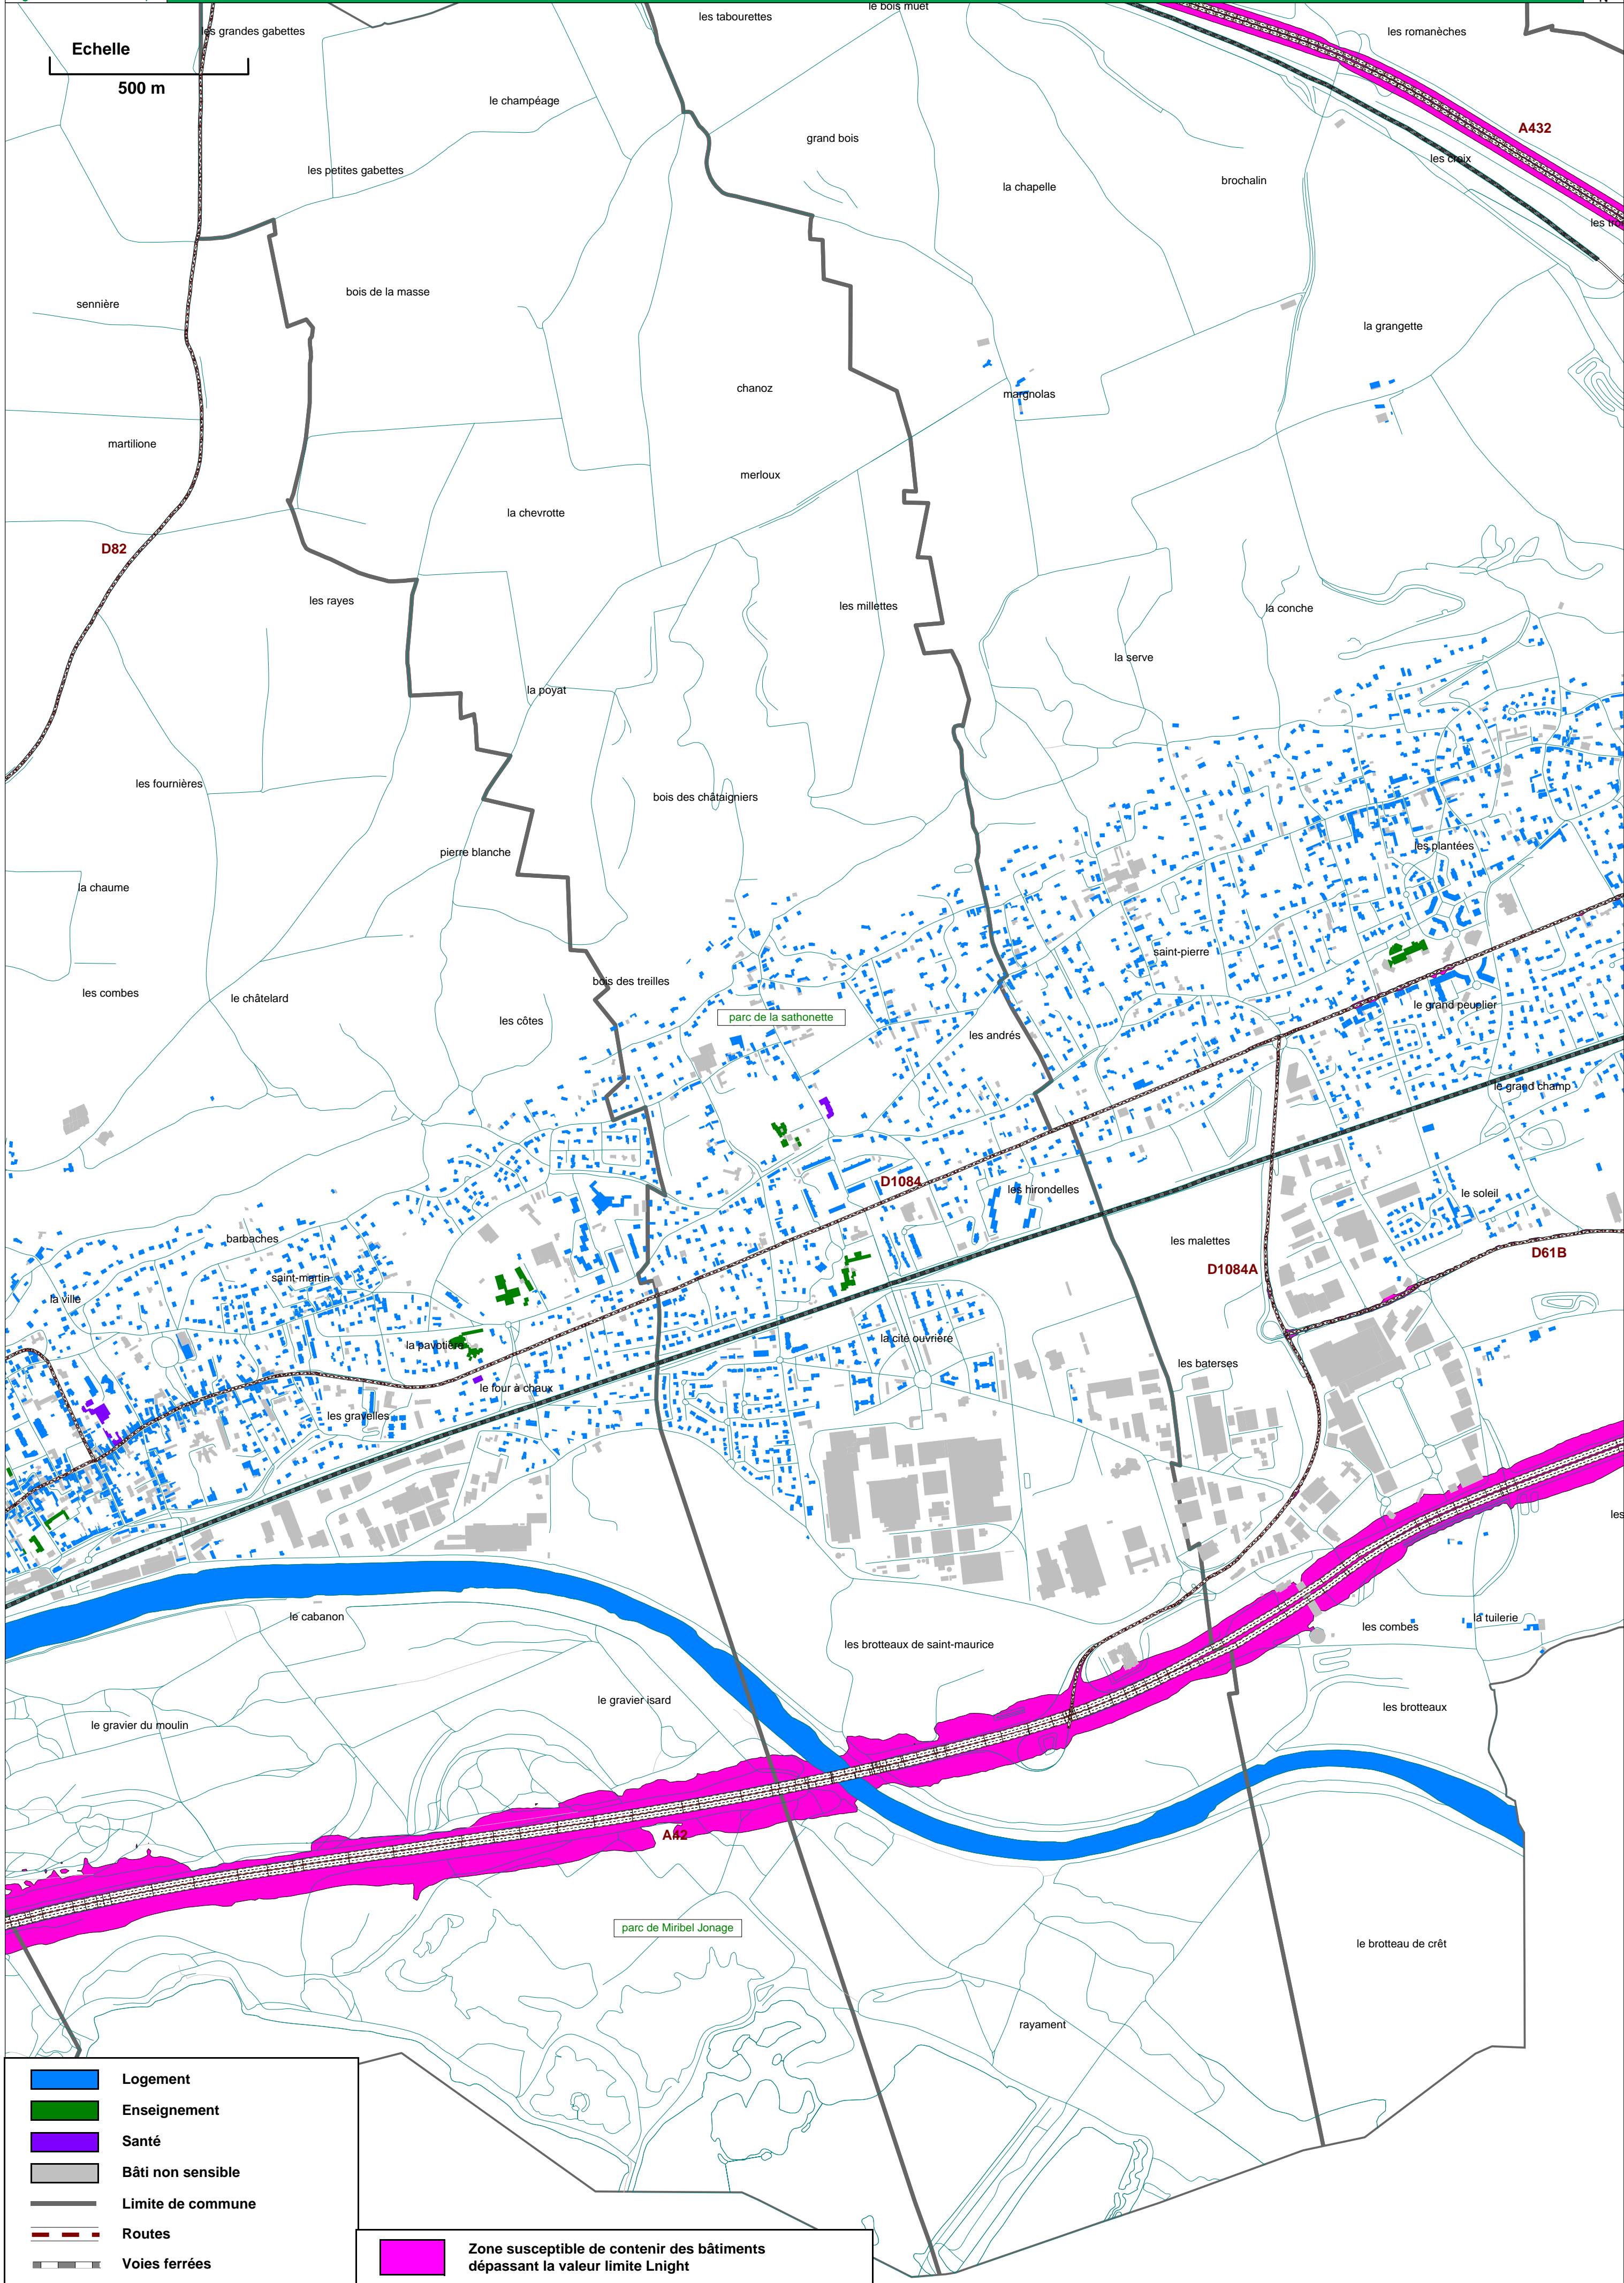 le bois muet
les tabourettes
les grandes gabettes
les romanèches
Echelle
500 m
le champéage
A432
grand bois
les croix
les petites gabettes
brochalin
la chapelle
bois de la masse
sennière
la grangette
chanoz
margnolas
martilione
merloux
la chevrotte
D82
les rayes
les millettes
la conche
la serve
la poyat
les fournières
bois des châtaigniers
les plantées
pierre blanche
la chaume
saint-pierre
bois des treilles
les combes
le châtelard
le grand peuplier
parc de la sathonette
les côtes
les andrés
le grand champ
D1084
les hirondelles
le soleil
barbaches
les malettes
D61B
D1084A
saint-martin
la ville
la cité ouvrière
la pavotière
les baterses
le four à chaux
les gravelles
les
le cabanon
la tuilerie
les combes
les brotteaux de saint-maurice
le gravier isard
les brotteaux
le gravier du moulin
A42
parc de Miribel Jonage
le brotteau de crêt
rayament
Logement
Enseignement
Santé
Bâti non sensible
Limite de commune
Routes
Voies ferrées
Zone susceptible de contenir des bâtiments
dépassant la valeur limite Lnight